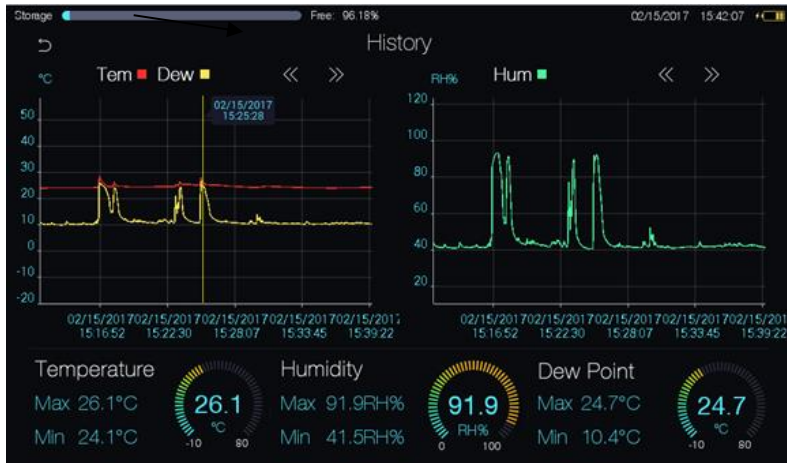 Storage Free: 96.18% 02/15/2017 15:42:07
History
°C Tem Dew
RH% Hum
02/15/2017
15:25:28
50
40
30
20
10
0
-10
-20
02/15/2017 02/15/2017 02/15/2017 02/15/2017 02/15/201
15:16:52 15:22:30 15:28:07 15:33:45 15:39:22
120
100
80
60
40
20
02/15/2017 02/15/2017 02/15/2017 02/15/2017 02/15/201
15:16:52 15:22:30 15:28:07 15:33:45 15:39:22
Temperature
Max 26.1°C
Min 24.1°C
26.1
°C
-10 80
Humidity
Max 91.9RH%
Min 41.5RH%
91.9
RH%
0 100
Dew Point
Max 24.7°C
Min 10.4°C
24.7
°C
-10 80